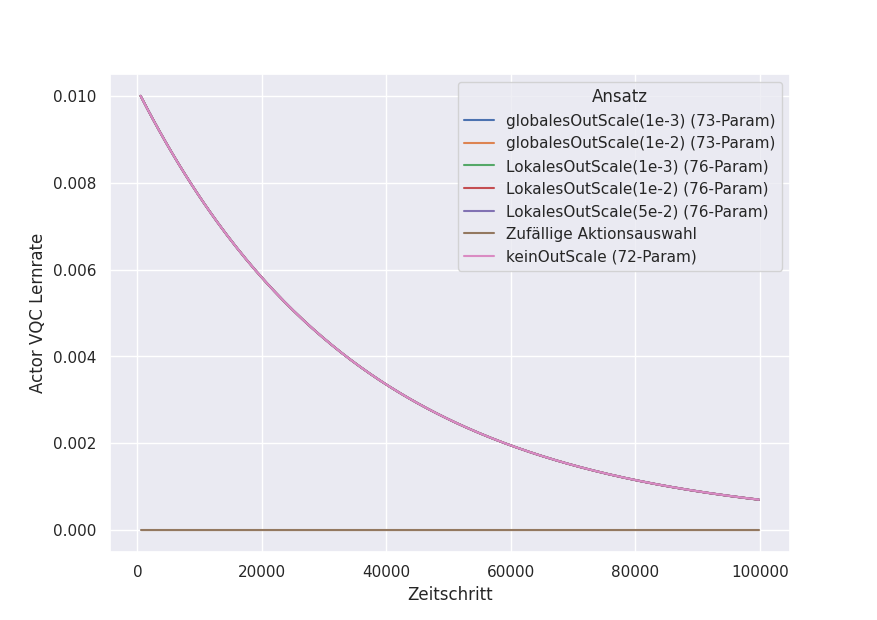 Ansatz
globalesOutScale(1e-3) (73-Param)
globalesOutScale(1e-2) (73-Param)
LokalesOutScale(1e-3) (76-Param)
LokalesOutScale(1e-2) (76-Param)
LokalesOutScale(5e-2) (76-Param)
Zufällige Aktionsauswahl
keinOutScale (72-Param)
Actor VQC Lernrate
0.010
0.008
0.006
0.004
0.002
0.000
0 20000 40000 60000 80000 100000
Zeitschritt